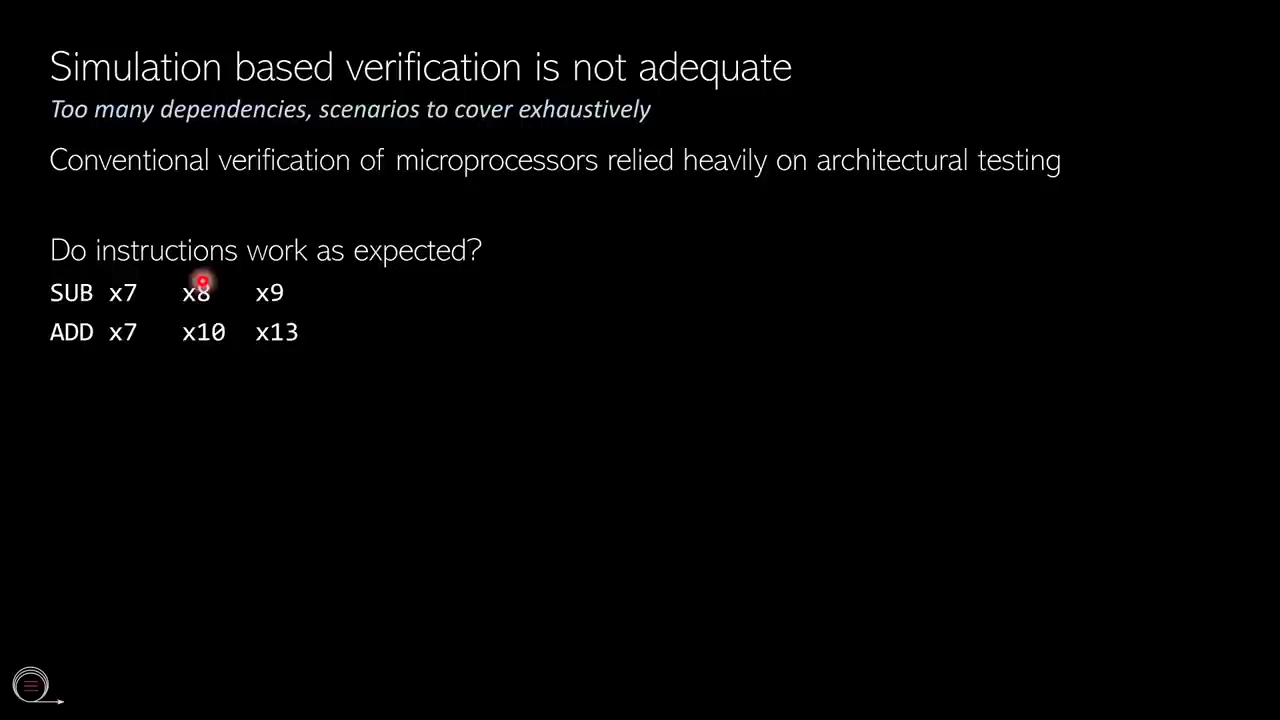 Simulation based verification is not adequate
Too many dependencies, scenarios to cover exhaustively
Conventional verification of microprocessors relied heavily on architectural testing
Do instructions work as expected?
SUB x7 x8 x9
ADD x7 x10 x13